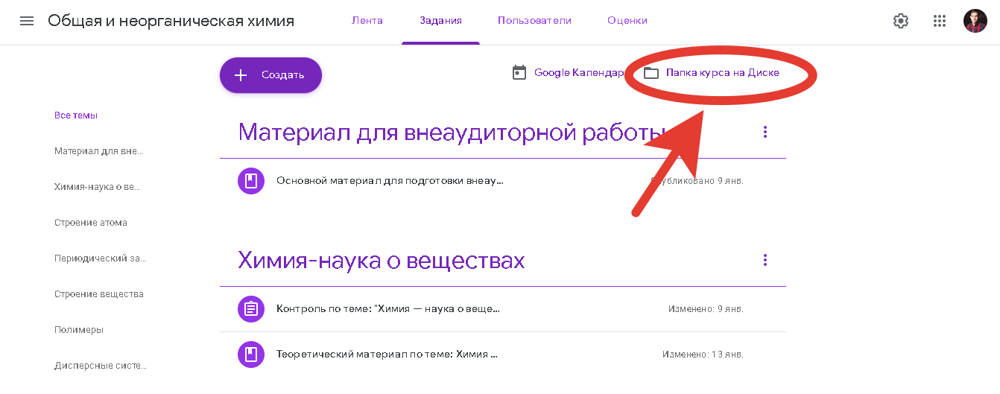 Общая и неорганическая химия
Лента Задания Пользователи Оценки
Создать
Google Календар
Папка курса на Диске
Все темы
Материал для вне...
Химия-наука о ве...
Строение атома
Периодический за...
Строение вещества
Полимеры
Дисперсные систе...
Материал для внеаудиторной работы
Основной материал для подготовки внеау... Опубликовано 9 янв.
Химия-наука о веществах
Контроль по теме: "Химия — наука о веще... Изменено: 9 янв.
Теоретический материал по теме: Химия ... Изменено: 13 янв.